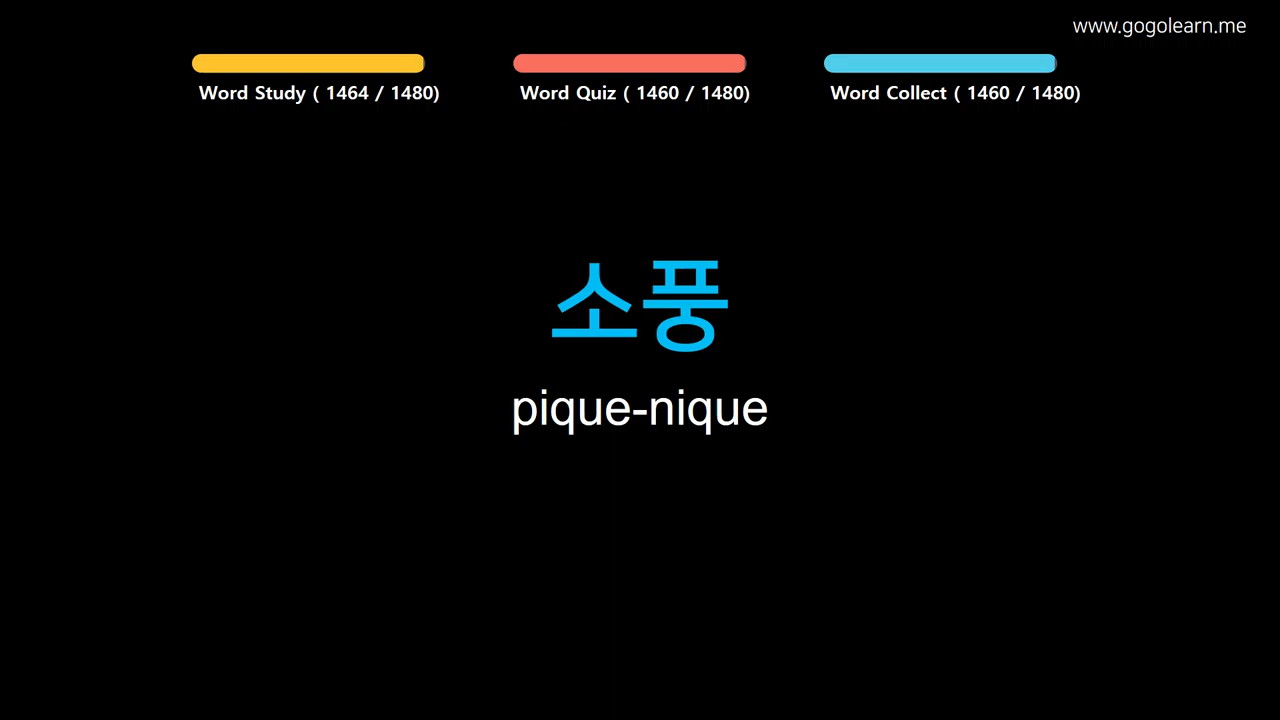 www.gogolearn.me
Word Study ( 1464 / 1480)
Word Quiz ( 1460 / 1480)
Word Collect ( 1460 / 1480)
소풍
pique-nique